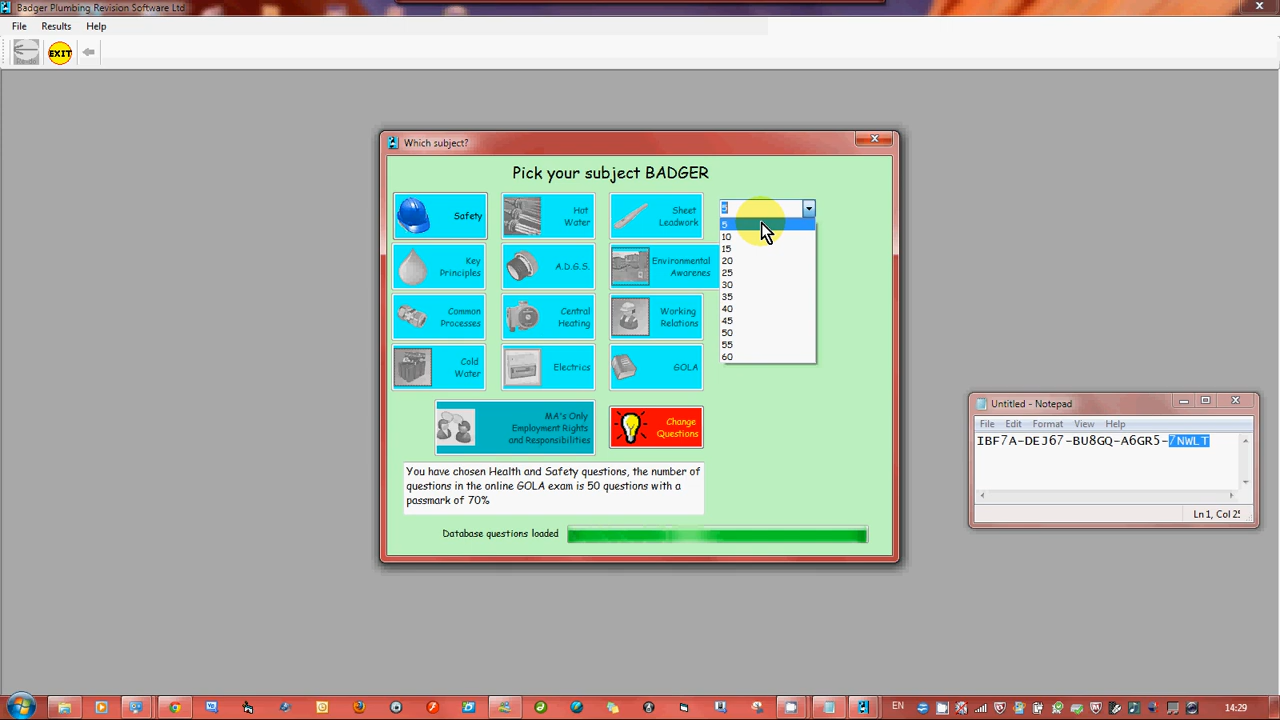 Badger Plumbing Revision Software Ltd
File Results Help
EXIT
Which subject?
Pick your subject BADGER
Safety
Hot
Water
Sheet
Leadwork
Key
Principles
A.D.G.S.
Environmental
Awarenes
Common
Processes
Central
Heating
Working
Relations
Cold
Water
Electrics
GOLA
MA's Only
Employment Rights
and Responsibilities
Change
Questions
5
5
10
15
20
25
30
35
40
45
50
55
60
You have chosen Health and Safety questions, the number of
questions in the online GOLA exam is 50 questions with a
passmark of 70%
Database questions loaded
Untitled - Notepad
File Edit Format View Help
IBF7A-DEJ67-BU8GQ-A6GR5-7NWLT
Ln 1, Col 25
EN
14:29